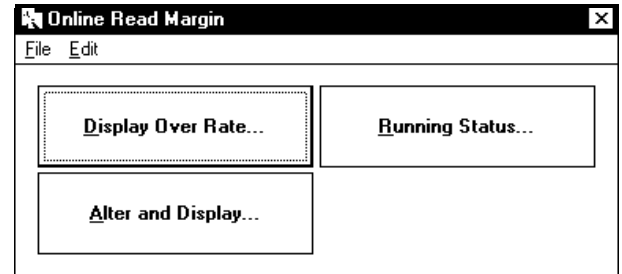 Online Read Margin
File Edit
Display Over Rate... Running Status...
Alter and Display...